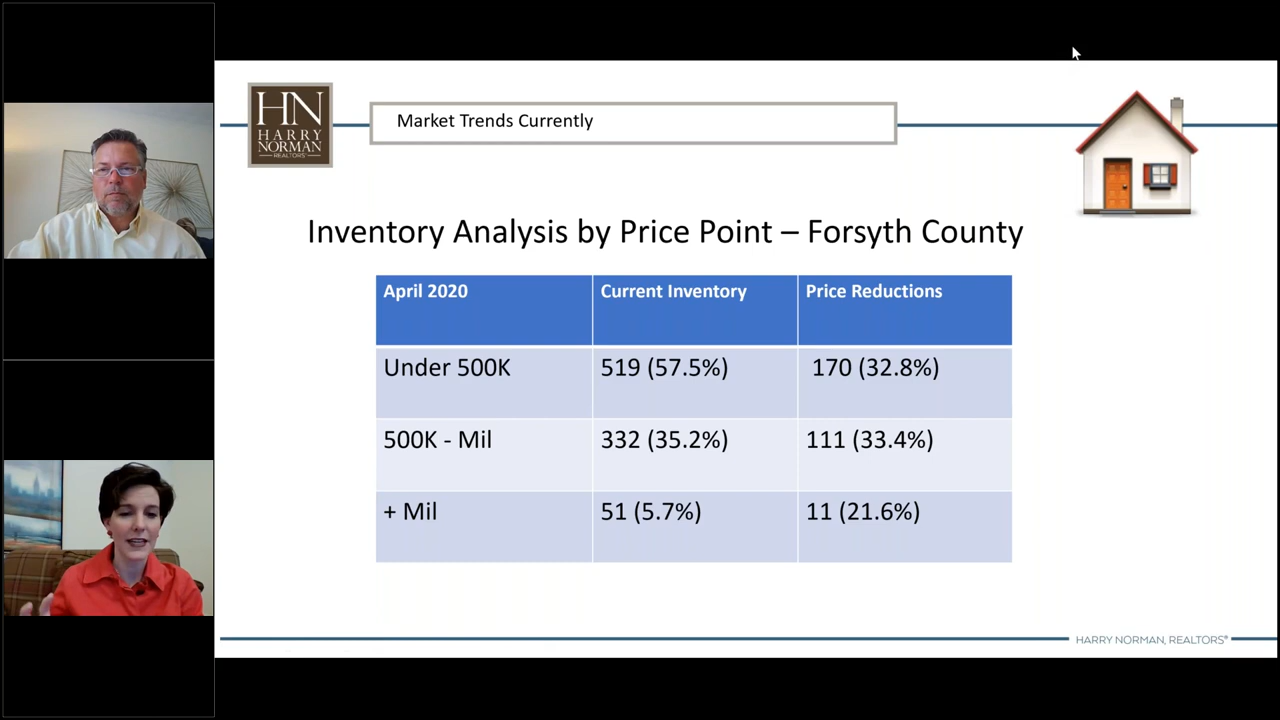 HN
HARRY
NORMAN
REALTORS®
Market Trends Currently
Inventory Analysis by Price Point – Forsyth County
April 2020 Current Inventory Price Reductions
Under 500K 519 (57.5%) 170 (32.8%)
500K - Mil 332 (35.2%) 111 (33.4%)
+ Mil 51 (5.7%) 11 (21.6%)
HARRY NORMAN, REALTORS®